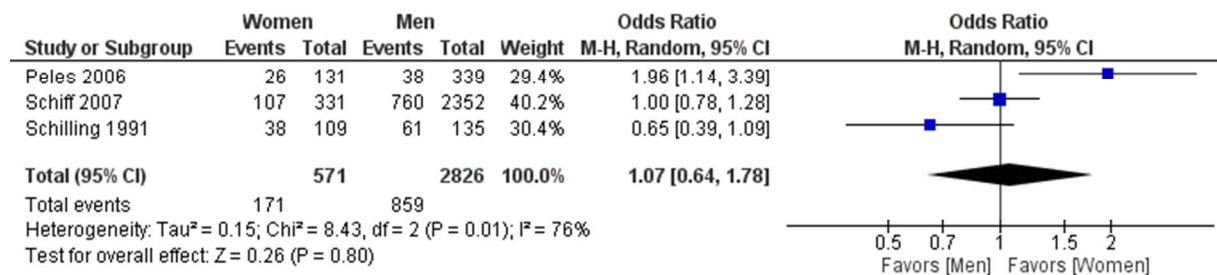 Women Men Odds Ratio Odds Ratio
Study or Subgroup Events Total Events Total Weight M-H, Random, 95% CI M-H, Random, 95% CI
Peles 2006 26 131 38 339 29.4% 1.96 [1.14, 3.39]
Schiff 2007 107 331 760 2352 40.2% 1.00 [0.78, 1.28]
Schilling 1991 38 109 61 135 30.4% 0.65 [0.39, 1.09]
Total (95% CI) 571 2826 100.0% 1.07 [0.64, 1.78]
Total events 171 859
Heterogeneity: Tau² = 0.15; Chi² = 8.43, df = 2 (P = 0.01); I² = 76%
Test for overall effect: Z = 0.26 (P = 0.80)
0.5 0.7 1 1.5 2
Favors [Men] Favors [Women]